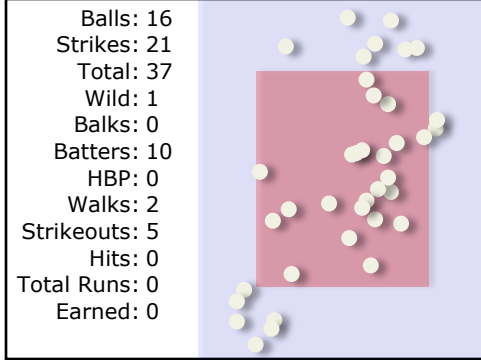 Balls: 16
Strikes: 21
Total: 37
Wild: 1
Balks: 0
Batters: 10
HBP: 0
Walks: 2
Strikeouts: 5
Hits: 0
Total Runs: 0
Earned: 0